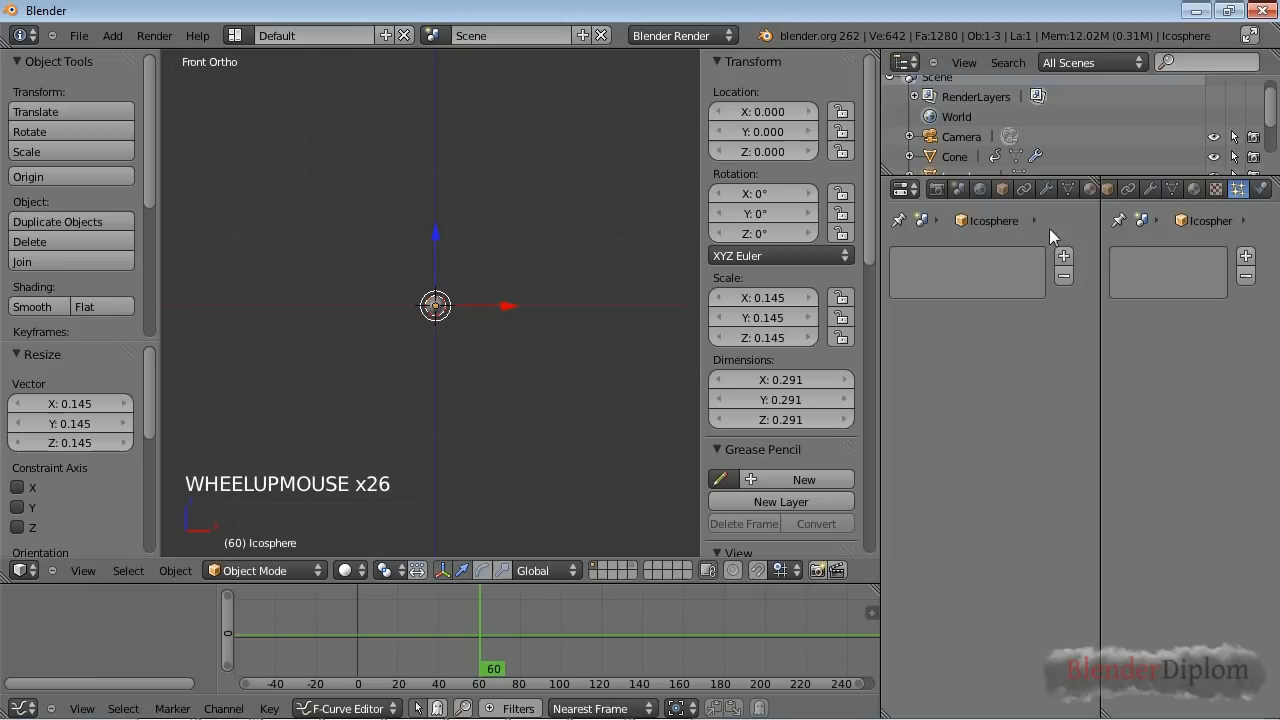 Blender
File Add Render Help Default Scene Blender Render blender.org 262 | Ve:642 | Fa:1280 | Ob:1-3 | La:1 | Mem:12.02M (0.31M) | Icosphere
Object Tools
Transform:
Translate
Rotate
Scale
Origin
Object:
Duplicate Objects
Delete
Join
Shading:
Smooth Flat
Keyframes:
Resize
Vector
X: 0.145
Y: 0.145
Z: 0.145
Constraint Axis
X
Y
Z
Orientation
Front Ortho
WHEELUPMOUSE x26
(60) Icosphere
Transform
Location:
X: 0.000
Y: 0.000
Z: 0.000
Rotation:
X: 0°
Y: 0°
Z: 0°
XYZ Euler
Scale:
X: 0.145
Y: 0.145
Z: 0.145
Dimensions:
X: 0.291
Y: 0.291
Z: 0.291
Grease Pencil
New
New Layer
Delete Frame Convert
View
View Search All Scenes
Scene
RenderLayers
World
Camera
Cone
Icosphere
Icospher
View Select Object Object Mode Global
0
60
-40 -20 0 20 40 60 80 100 120 140 160 180 200 220 240
View Select Marker Channel Key F-Curve Editor Filters Nearest Frame
BlenderDiplom